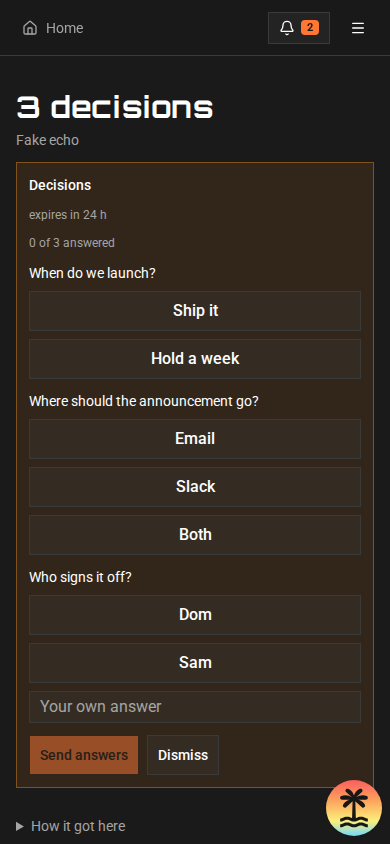 Home
2
3 decisions
Fake echo
Decisions
expires in 24 h
0 of 3 answered
When do we launch?
Ship it
Hold a week
Where should the announcement go?
Email
Slack
Both
Who signs it off?
Dom
Sam
Your own answer
Send answers
Dismiss
How it got here